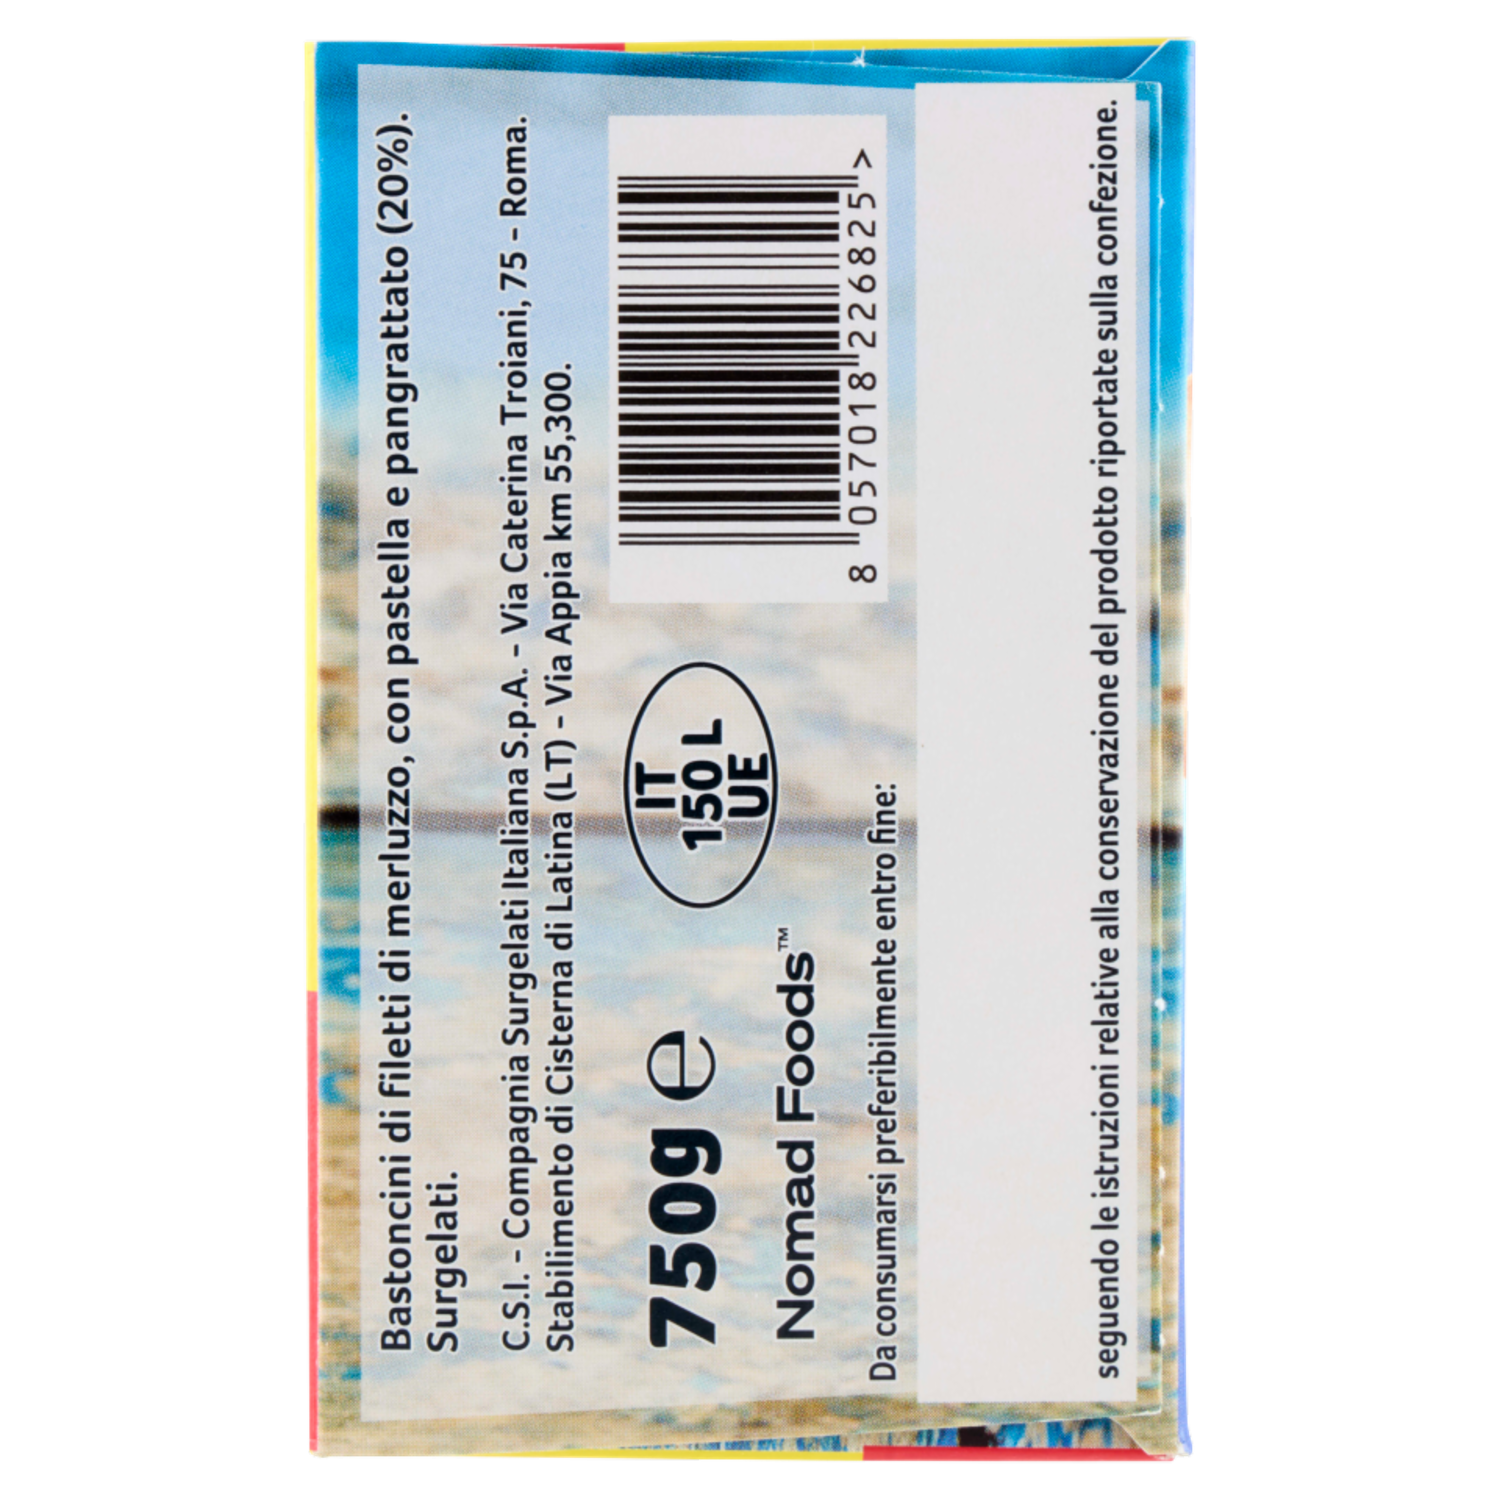 Bastoncini di filetti di merluzzo, con pastella e pangrattato (20%).
Surgelati.
C.S.I. - Compagnia Surgelati Italiana S.p.A. - Via Caterina Troiani, 75 - Roma.
Stabilimento di Cisterna di Latina (LT) - Via Appia km 55,300.
750g e
IT
150 L
UE
8 057018 226825 >
Nomad Foods™
Da consumarsi preferibilmente entro fine:
seguendo le istruzioni relative alla conservazione del prodotto riportate sulla confezione.